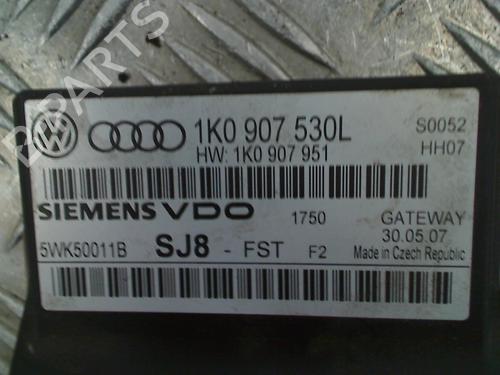 B-PARTS
1K0 907 530L
S0052
HW: 1K0 907 951
HH07
SIEMENS VDO
1750
GATEWAY
30.05.07
5WK50011B
SJ8 - FST F2
Made in Czech Republic